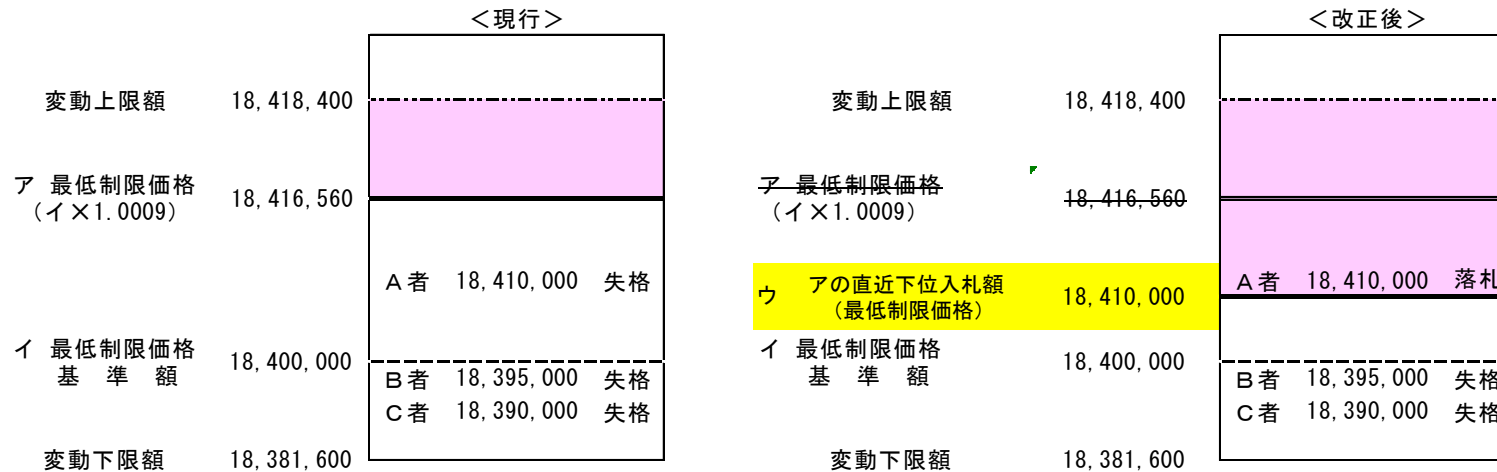 ＜現行＞
変動上限額 18,418,400
ア 最低制限価格
（イ×1.0009） 18,416,560
A者 18,410,000 失格
イ 最低制限価格
基 準 額 18,400,000
B者 18,395,000 失格
C者 18,390,000 失格
変動下限額 18,381,600
＜改正後＞
変動上限額 18,418,400
ア 最低制限価格
（イ×1.0009） 18,416,560
ウ アの直近下位入札額
（最低制限価格） 18,410,000
A者 18,410,000 落札
イ 最低制限価格
基 準 額 18,400,000
B者 18,395,000 失格
C者 18,390,000 失格
変動下限額 18,381,600